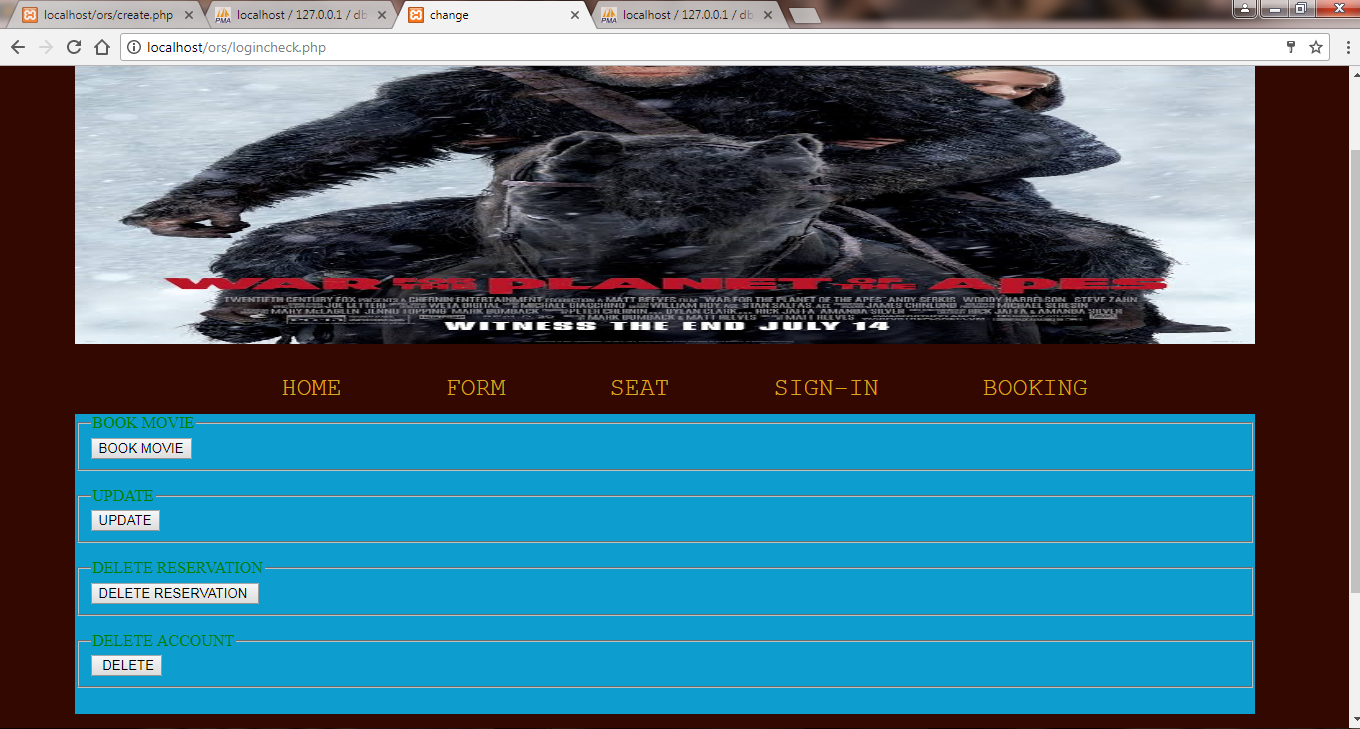 localhost/ors/create.php
localhost / 127.0.0.1 / db
change
localhost / 127.0.0.1 / db
localhost/ors/logincheck.php
WAR FOR THE PLANET OF THE APES
TWENTIETH CENTURY FOX PRESENTS A CHERNIN ENTERTAINMENT PRODUCTION A MATT REEVES FILM "WAR FOR THE PLANET OF THE APES" ANDY SERKIS WOODY HARRELSON STEVE ZAHN
WITNESS THE END JULY 14
HOME FORM SEAT SIGN-IN BOOKING
BOOK MOVIE
BOOK MOVIE
UPDATE
UPDATE
DELETE RESERVATION
DELETE RESERVATION
DELETE ACCOUNT
DELETE